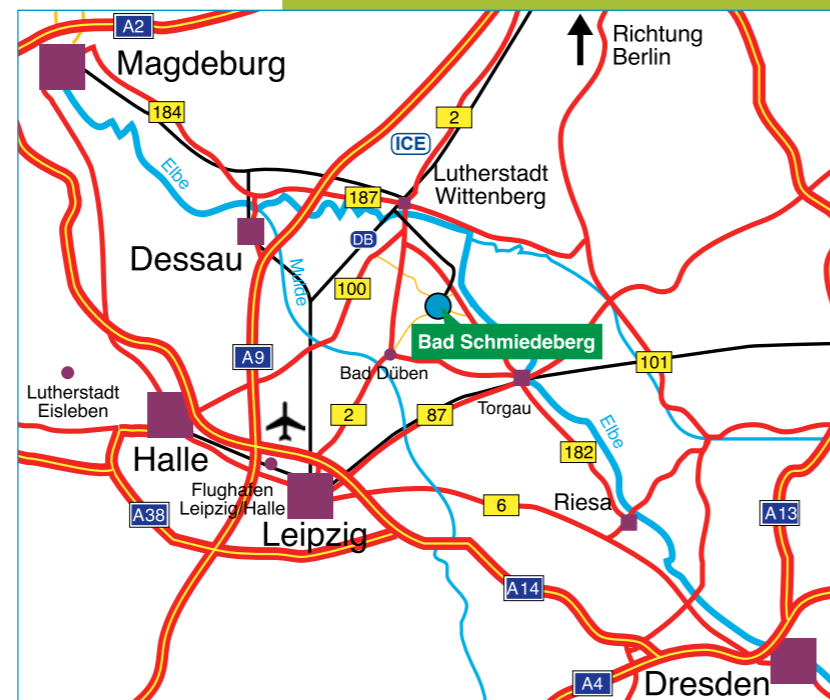 A2
Richtung
Berlin
Magdeburg
184
2
ICE
Elbe
Lutherstadt
Wittenberg
187
DB
Dessau
Mulde
100
Bad Schmiedeberg
A9
101
Bad Düben
Lutherstadt
Eisleben
Torgau
2
87
Elbe
182
Halle
Flughafen
Leipzig/Halle
Riesa
6
A38
A13
Leipzig
A14
A4
Dresden